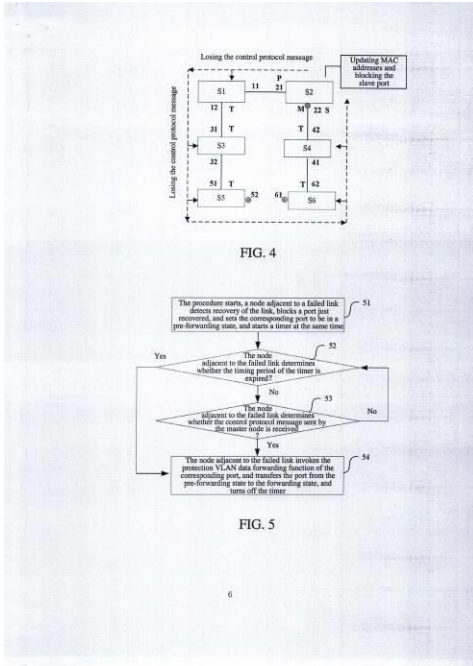 Losing the control protocol message
Updating MAC
addresses and
blocking the
slave port
P
S1
11
21
S2
12
T
M
22
S
Losing the control protocol message
31
T
T
42
S3
S4
32
41
51
T
T
62
S5
52
61
S6
FIG. 4
The procedure starts, a node adjacent to a failed link
detects recovery of the link, blocks a port just
recovered, and sets the corresponding port to be in a
pre-forwarding state, and starts a timer at the same time
51
Yes
The node
adjacent to the failed link determines
whether the timing period of the timer is
expired?
52
No
The node
adjacent to the failed link determines
whether the control protocol message sent by
the master node is received
?
53
No
Yes
The node adjacent to the failed link invokes the
protection VLAN data forwarding function of the
corresponding port, and transfers the port from the
pre-forwarding state to the forwarding state, and
turns off the timer
54
FIG. 5
6